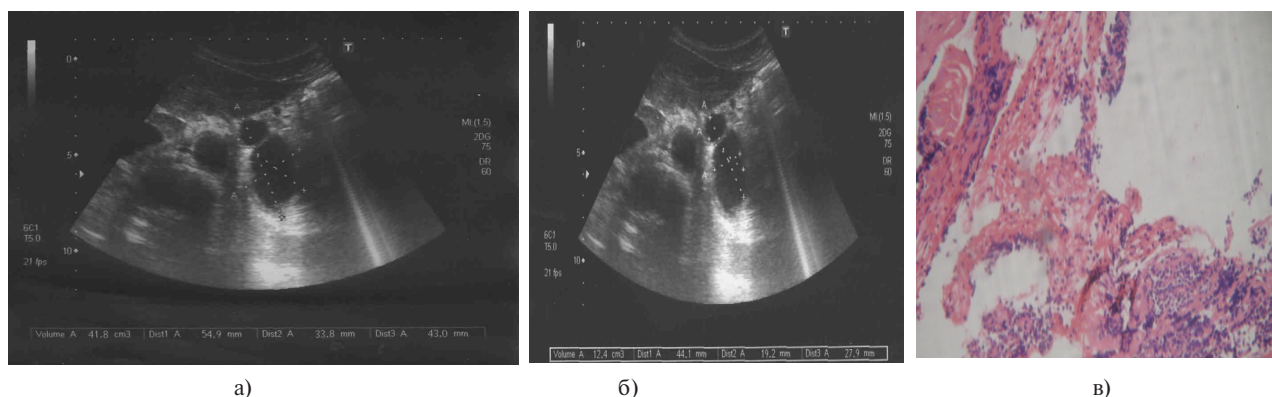 T
0
A
A
5
10
MI (1.5)
2DG
75
DR
60
6C1
T5.0
21 fps
Volume A 41.8 cm3 Dist1 A 54.9 mm Dist2 A 33.8 mm Dist3 A 43.0 mm
T
0
A
A
A
5
10
MI (1.5)
2DG
75
DR
60
6C1
T5.0
21 fps
Volume A 12.4 cm3 Dist1 A 44.1 mm Dist2 A 19.2 mm Dist3 A 27.9 mm
а) б) в)